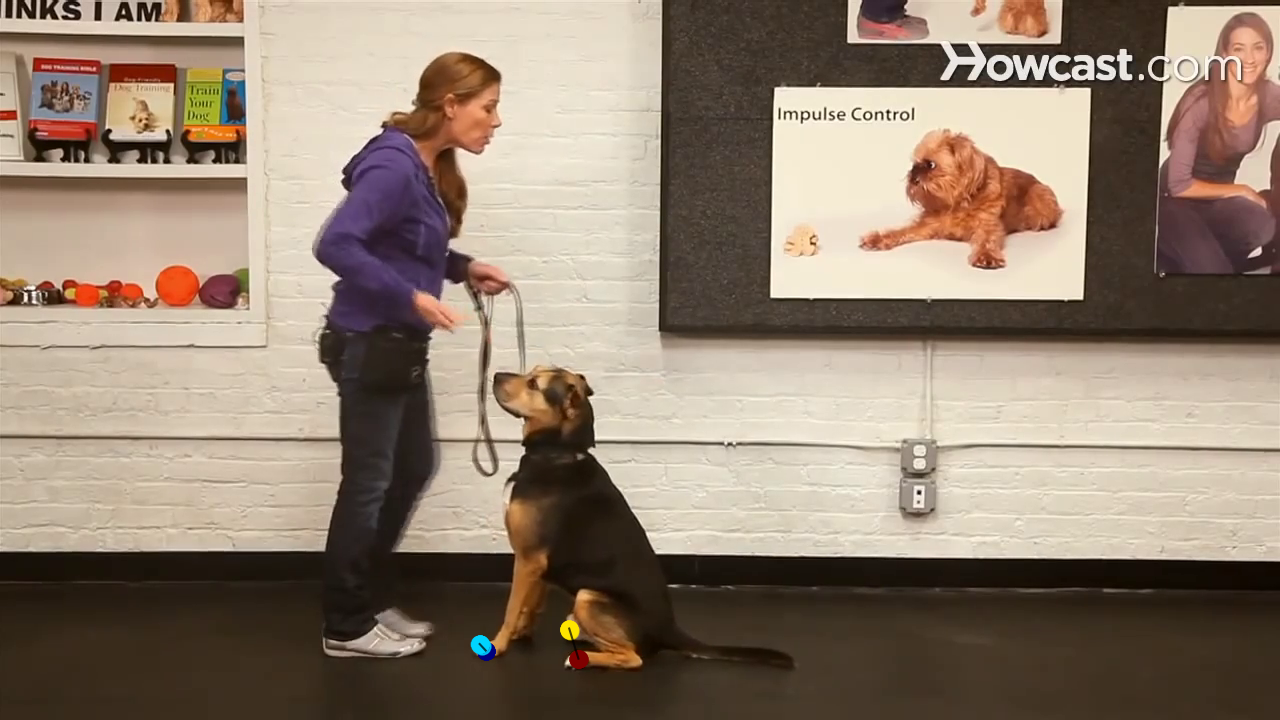 INKS I AM
Howcast.com
Impulse Control
DOG TRAINING BIBLE
Dog-Friendly
Dog Training
Train
Your
Dog